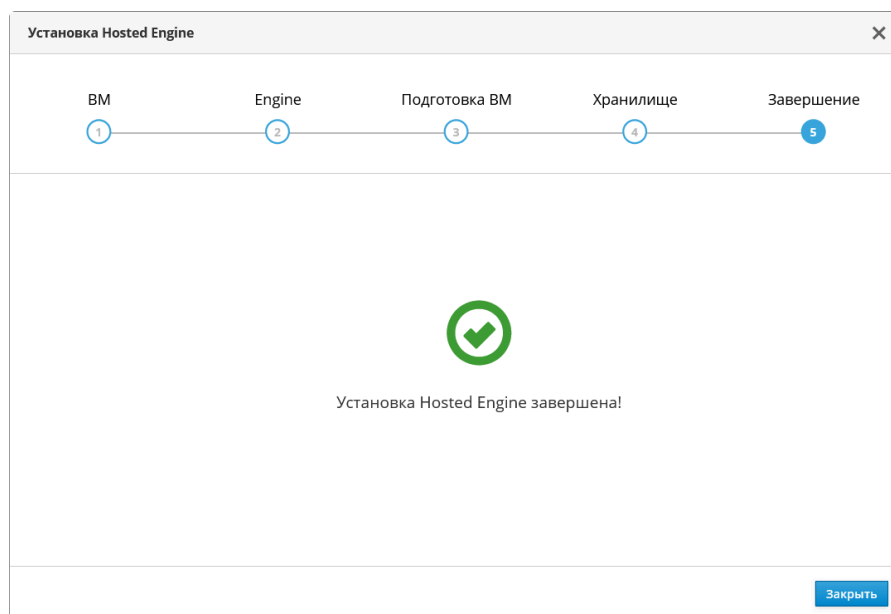 Установка Hosted Engine
ВМ Engine Подготовка ВМ Хранилище Завершение
1 2 3 4 5
Установка Hosted Engine завершена!
Закрыть